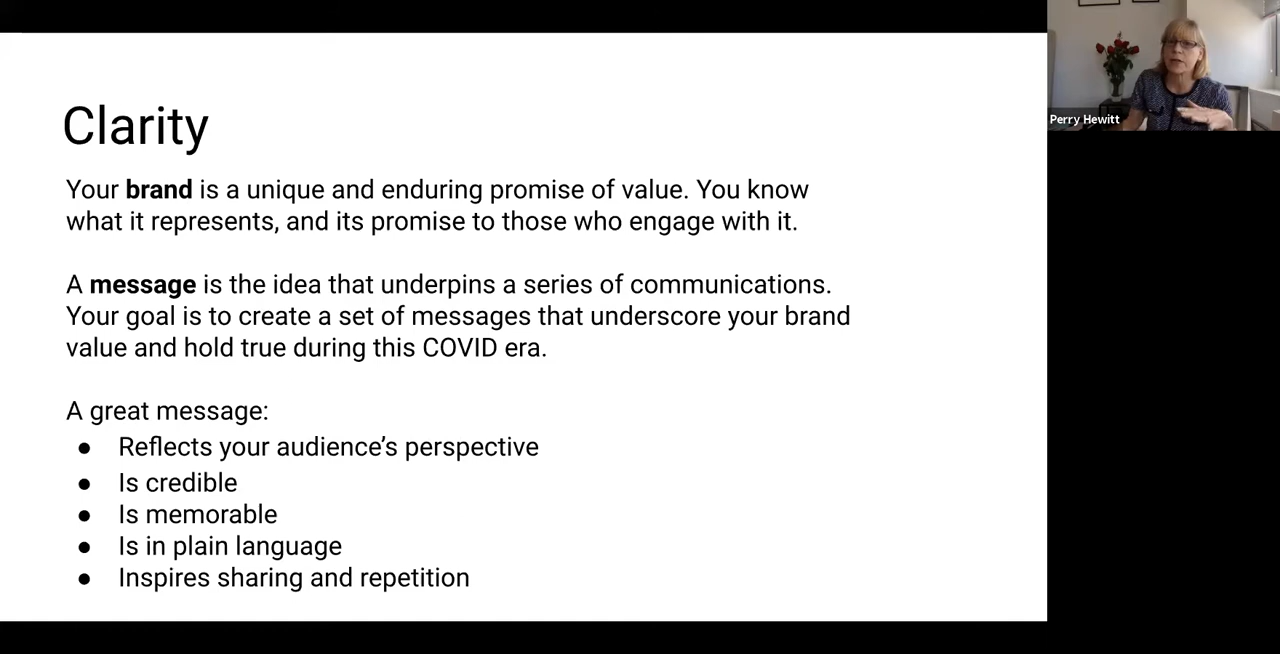 Clarity
Your brand is a unique and enduring promise of value. You know
what it represents, and its promise to those who engage with it.
A message is the idea that underpins a series of communications.
Your goal is to create a set of messages that underscore your brand
value and hold true during this COVID era.
A great message:
● Reflects your audience’s perspective
● Is credible
● Is memorable
● Is in plain language
● Inspires sharing and repetition
Perry Hewitt